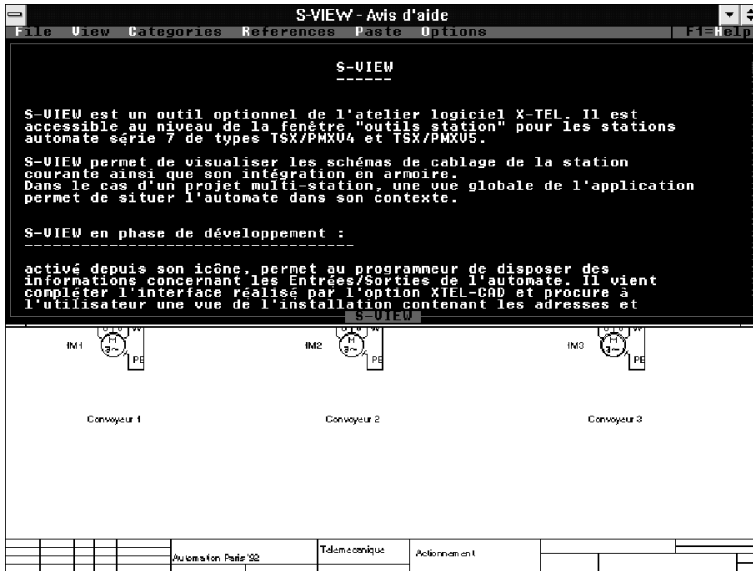 S-VIEW - Avis d'aide
File View Categories References Paste Options F1=Help
S-VIEW
S-VIEW est un outil optionnel de l'atelier logiciel X-TEL. Il est
accessible au niveau de la fenêtre "outils station" pour les stations
automate série 7 de types TSX/PMXV4 et TSX/PMXV5.
S-VIEW permet de visualiser les schémas de cablage de la station
courante ainsi que son intégration en armoire.
Dans le cas d'un projet multi-station, une vue globale de l'application
permet de situer l'automate dans son contexte.
S-VIEW en phase de développement :
activé depuis son icône, permet au programmeur de disposer des
informations concernant les Entrées/Sorties de l'automate. Il vient
compléter l'interface réalisé par l'option XTEL-CAD et procure à
l'utilisateur une vue de l'installation contenant les adresses et
S-VIEW
U V W U V W U V W
1M1 M 3~ PE 1M2 M 3~ PE 1M3 M 3~ PE
Convoyeur 1 Convoyeur 2 Convoyeur 3
Automation Paris '92 Telemecanique Actionnement